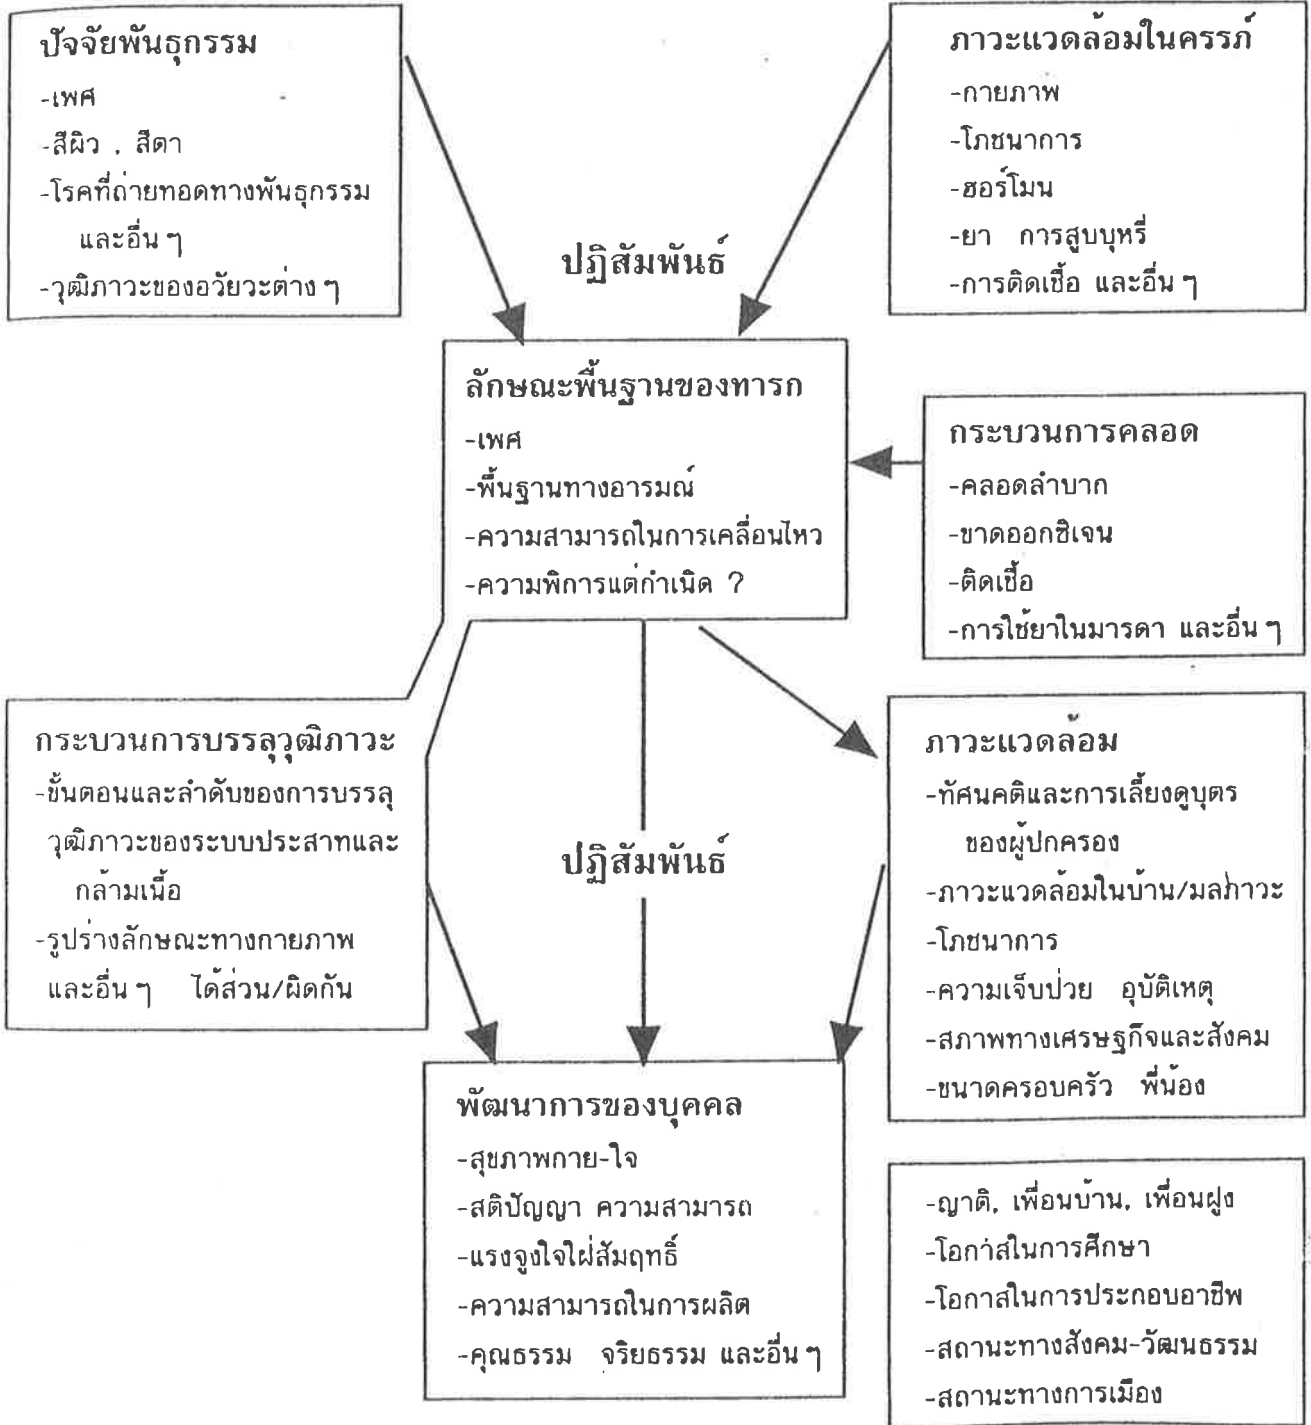 ปัจจัยพันธุกรรม
-เพศ
-สีผิว , สีตา
-โรคที่ถ่ายทอดทางพันธุกรรม
และอื่น ๆ
-วุฒิภาวะของอวัยวะต่าง ๆ
ภาวะแวดล้อมในครรภ์
-กายภาพ
-โภชนาการ
-ฮอร์โมน
-ยา การสูบบุหรี่
-การติดเชื้อ และอื่น ๆ
ปฏิสัมพันธ์
ลักษณะพื้นฐานของทารก
-เพศ
-พื้นฐานทางอารมณ์
-ความสามารถในการเคลื่อนไหว
-ความพิการแต่กำเนิด ?
กระบวนการคลอด
-คลอดลำบาก
-ขาดออกซิเจน
-ติดเชื้อ
-การใช้ยาในมารดา และอื่น ๆ
กระบวนการบรรลุวุฒิภาวะ
-ขั้นตอนและลำดับของการบรรลุ
วุฒิภาวะของระบบประสาทและ
กล้ามเนื้อ
-รูปร่างลักษณะทางกายภาพ
และอื่น ๆ ได้ส่วน/ผิดกัน
ปฏิสัมพันธ์
ภาวะแวดล้อม
-ทัศนคติและการเลี้ยงดูบุตร
ของผู้ปกครอง
-ภาวะแวดล้อมในบ้าน/มลภาวะ
-โภชนาการ
-ความเจ็บป่วย อุบัติเหตุ
-สภาพทางเศรษฐกิจและสังคม
-ขนาดครอบครัว พี่น้อง
พัฒนาการของบุคคล
-สุขภาพกาย-ใจ
-สติปัญญา ความสามารถ
-แรงจูงใจใฝ่สัมฤทธิ์
-ความสามารถในการผลิต
-คุณธรรม จริยธรรม และอื่น ๆ
-ญาติ, เพื่อนบ้าน, เพื่อนฝูง
-โอกาสในการศึกษา
-โอกาสในการประกอบอาชีพ
-สถานะทางสังคม-วัฒนธรรม
-สถานะทางการเมือง